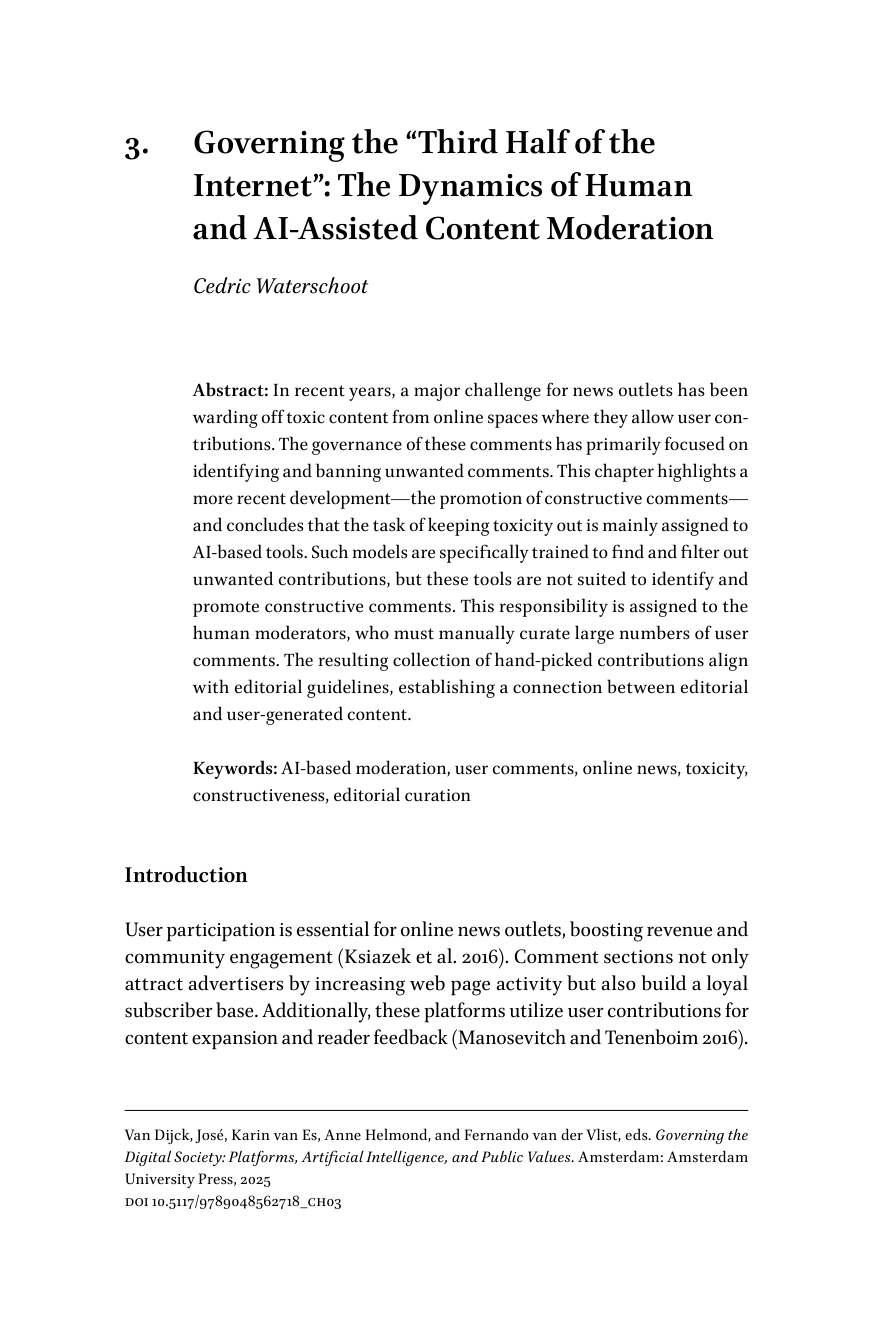 3. Governing the “Third Half of the
Internet”: The Dynamics of Human
and AI-Assisted Content Moderation
Cedric Waterschoot
Abstract: In recent years, a major challenge for news outlets has been
warding off toxic content from online spaces where they allow user con-
tributions. The governance of these comments has primarily focused on
identifying and banning unwanted comments. This chapter highlights a
more recent development—the promotion of constructive comments—
and concludes that the task of keeping toxicity out is mainly assigned to
AI-based tools. Such models are specifically trained to find and filter out
unwanted contributions, but these tools are not suited to identify and
promote constructive comments. This responsibility is assigned to the
human moderators, who must manually curate large numbers of user
comments. The resulting collection of hand-picked contributions align
with editorial guidelines, establishing a connection between editorial
and user-generated content.
Keywords: AI-based moderation, user comments, online news, toxicity,
constructiveness, editorial curation
Introduction
User participation is essential for online news outlets, boosting revenue and
community engagement (Ksiazek et al. 2016). Comment sections not only
attract advertisers by increasing web page activity but also build a loyal
subscriber base. Additionally, these platforms utilize user contributions for
content expansion and reader feedback (Manosevitch and Tenenboim 2016).
Van Dijck, José, Karin van Es, Anne Helmond, and Fernando van der Vlist, eds. Governing the
Digital Society: Platforms, Artificial Intelligence, and Public Values. Amsterdam: Amsterdam
University Press, 2025
DOI 10.5117/9789048562718_CH03